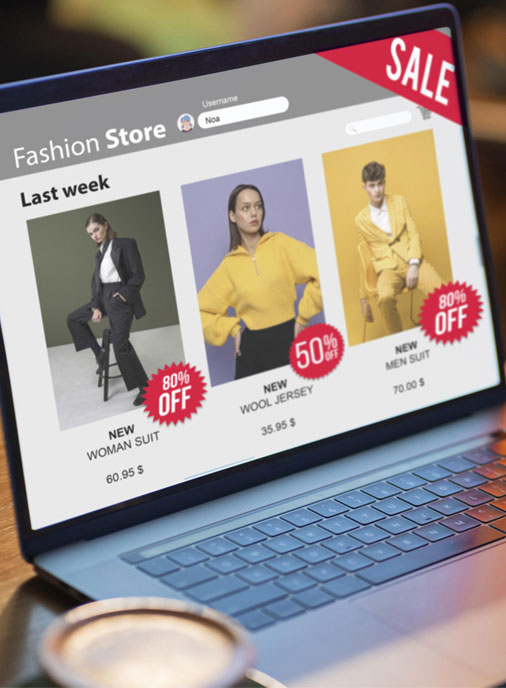 SALE
Username
Fashion Store
Noa
Last week
80%
OFF
NEW
WOMAN SUIT
60.95 $
50%
OFF
NEW
WOOL JERSEY
35.95 $
80%
OFF
NEW
MEN SUIT
70.00 $